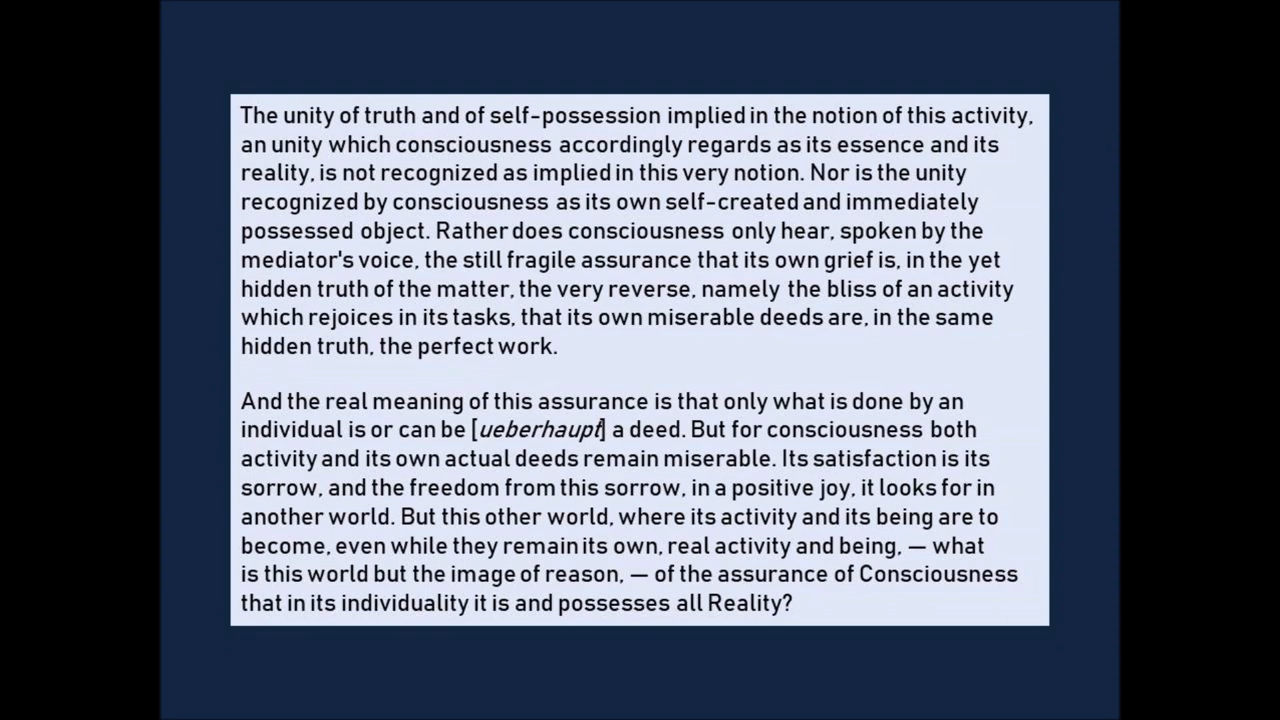 The unity of truth and of self-possession implied in the notion of this activity,
an unity which consciousness accordingly regards as its essence and its
reality, is not recognized as implied in this very notion. Nor is the unity
recognized by consciousness as its own self-created and immediately
possessed object. Rather does consciousness only hear, spoken by the
mediator's voice, the still fragile assurance that its own grief is, in the yet
hidden truth of the matter, the very reverse, namely the bliss of an activity
which rejoices in its tasks, that its own miserable deeds are, in the same
hidden truth, the perfect work.
And the real meaning of this assurance is that only what is done by an
individual is or can be [ueberhaupt] a deed. But for consciousness both
activity and its own actual deeds remain miserable. Its satisfaction is its
sorrow, and the freedom from this sorrow, in a positive joy, it looks for in
another world. But this other world, where its activity and its being are to
become, even while they remain its own, real activity and being, — what
is this world but the image of reason, — of the assurance of Consciousness
that in its individuality it is and possesses all Reality?